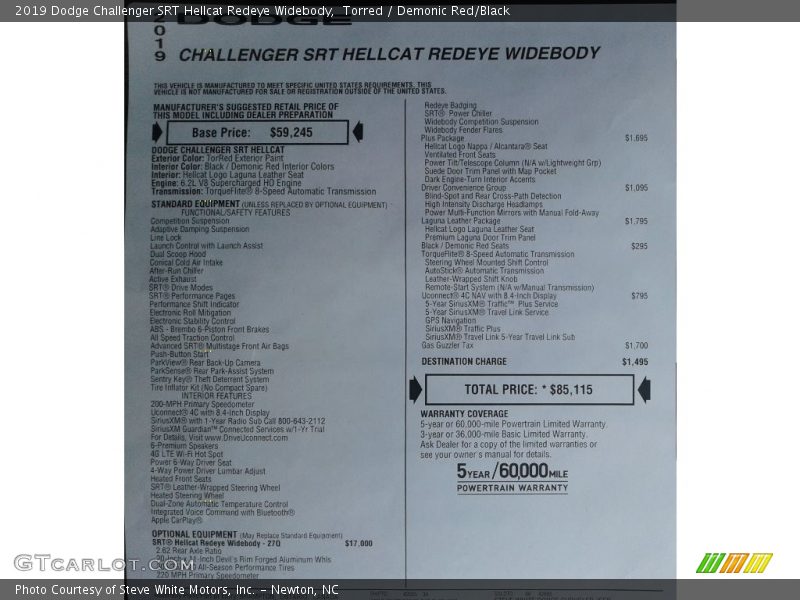 2019 Dodge Challenger SRT Hellcat Redeye Widebody, Torred / Demonic Red/Black
2019
DODGE
CHALLENGER SRT HELLCAT REDEYE WIDEBODY
THIS VEHICLE IS MANUFACTURED TO MEET SPECIFIC UNITED STATES REQUIREMENTS. THIS
VEHICLE IS NOT MANUFACTURED FOR SALE OR REGISTRATION OUTSIDE OF THE UNITED STATES.
MANUFACTURER'S SUGGESTED RETAIL PRICE OF
THIS MODEL INCLUDING DEALER PREPARATION
Base Price: $59,245
DODGE CHALLENGER SRT HELLCAT
Exterior Color: TorRed Exterior Paint
Interior Color: Black / Demonic Red Interior Colors
Interior: Hellcat Logo Laguna Leather Seat
Engine: 6.2L V8 Supercharged HO Engine
Transmission: TorqueFlite® 8-Speed Automatic Transmission
STANDARD EQUIPMENT (UNLESS REPLACED BY OPTIONAL EQUIPMENT)
FUNCTIONAL/SAFETY FEATURES
Competition Suspension
Adaptive Damping Suspension
Line Lock
Launch Control with Launch Assist
Dual Scoop Hood
Conical Cold Air Intake
After-Run Chiller
Active Exhaust
SRT® Drive Modes
SRT® Performance Pages
Performance Shift Indicator
Electronic Roll Mitigation
Electronic Stability Control
ABS - Brembo 6-Piston Front Brakes
All Speed Traction Control
Advanced SRT® Multistage Front Air Bags
Push-Button Start
ParkView® Rear Back-Up Camera
ParkSense® Rear Park-Assist System
Sentry Key® Theft Deterrent System
Tire Inflator Kit (No Compact Spare)
INTERIOR FEATURES
200-MPH Primary Speedometer
Uconnect® 4C with 8.4-Inch Display
SiriusXM® with 1-Year Radio Sub Call 800-643-2112
SiriusXM Guardian™ Connected Services w/1-Yr Trial
For Details, Visit www.DriveUconnect.com
6-Premium Speakers
4G LTE Wi-Fi Hot Spot
Power 6-Way Driver Seat
4-Way Power Driver Lumbar Adjust
Heated Front Seats
SRT® Leather-Wrapped Steering Wheel
Heated Steering Wheel
Dual-Zone Automatic Temperature Control
Integrated Voice Command with Bluetooth®
Apple CarPlay®
OPTIONAL EQUIPMENT (May Replace Standard Equipment)
SRT® Hellcat Redeye Widebody - 27Q $17,000
2.62 Rear Axle Ratio
20-Inch x 11-Inch Devil's Rim Forged Aluminum Whls
All-Season Performance Tires
220 MPH Primary Speedometer
Redeye Badging
SRT® Power Chiller
Widebody Competition Suspension
Widebody Fender Flares
Plus Package $1,695
Hellcat Logo Nappa / Alcantara® Seat
Ventilated Front Seats
Power Tilt/Telescope Column (N/A w/Lightweight Grp)
Suede Door Trim Panel with Map Pocket
Dark Engine-Turn Interior Accents
Driver Convenience Group $1,095
Blind-Spot and Rear Cross-Path Detection
High Intensity Discharge Headlamps
Power Multi-Function Mirrors with Manual Fold-Away
Laguna Leather Package $1,795
Hellcat Logo Laguna Leather Seat
Premium Laguna Door Trim Panel
Black / Demonic Red Seats $295
TorqueFlite® 8-Speed Automatic Transmission
Steering Wheel Mounted Shift Control
AutoStick® Automatic Transmission
Leather-Wrapped Shift Knob
Remote-Start System (N/A w/Manual Transmission)
Uconnect® 4C NAV with 8.4-Inch Display $795
5-Year SiriusXM® Traffic™ Plus Service
5-Year SiriusXM® Travel Link Service
GPS Navigation
SiriusXM® Traffic Plus
SiriusXM® Travel Link 5-Year Travel Link Sub
Gas Guzzler Tax $1,700
DESTINATION CHARGE $1,495
TOTAL PRICE: * $85,115
WARRANTY COVERAGE
5-year or 60,000-mile Powertrain Limited Warranty.
3-year or 36,000-mile Basic Limited Warranty.
Ask Dealer for a copy of the limited warranties or
see your owner's manual for details.
5YEAR/60,000MILE
POWERTRAIN WARRANTY
GTCARLOT.COM
Photo Courtesy of Steve White Motors, Inc. – Newton, NC